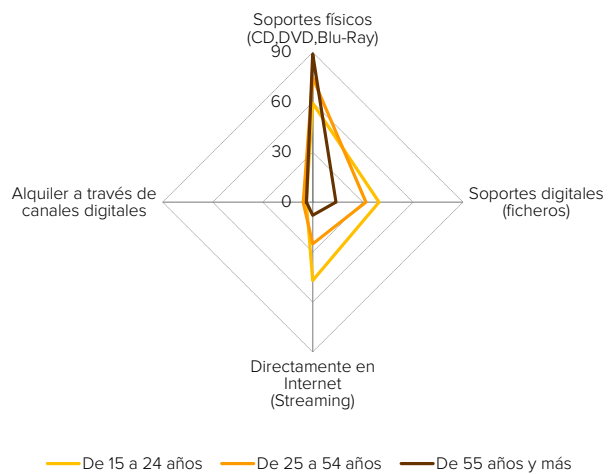 Soportes físicos
(CD,DVD,Blu-Ray)
90
60
30
0
Alquiler a través de
canales digitales
Soportes digitales
(ficheros)
Directamente en
Internet
(Streaming)
De 15 a 24 años
De 25 a 54 años
De 55 años y más